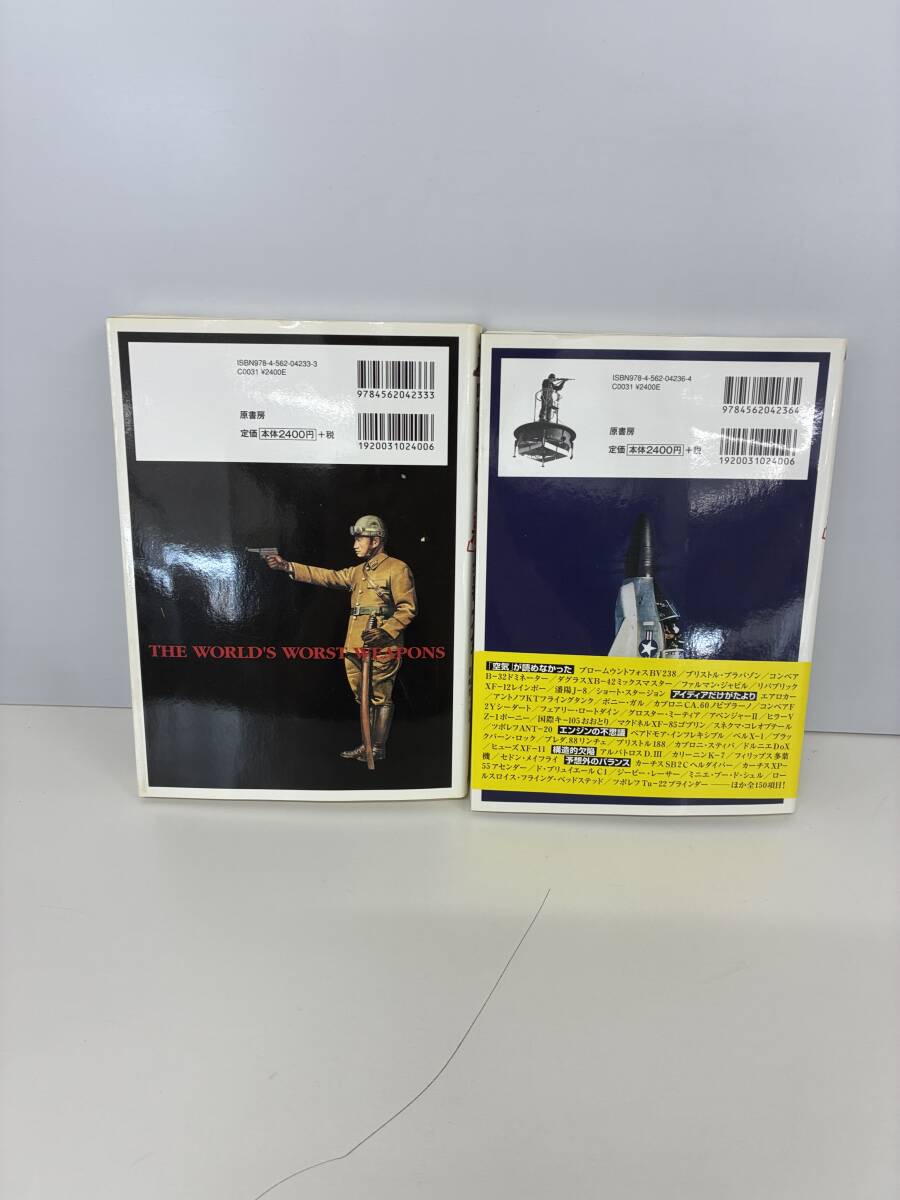 ISBN978-4-562-04233-3
C0031 ¥2400E
9784562042333
原書房
定価 本体2400円 +税
1920031024006
THE WORLD'S WORST WEAPONS
ISBN978-4-562-04236-4
C0031 ¥2400E
9784562042364
原書房
定価 本体2400円 +税
1920031024006
「空気」が読めなかった ブロームウントフォスBV238/ブリストル・ブラバゾン/コンベア
B-32ドミネーター/ダグラスXB-42ミックスマスター/ファルマン・ジャビル/リパブリック
XF-12レインボー/瀋陽J-8/ショート・スタージョン アイディアだけがたより エアロカー
/アントノフKTフライングタンク/ボニー・ガル/カプロニCA.60ノビプラーノ/コンベアF
2Yシーダート/フェアリー・ロートダイン/グロスター・ミーティア/アベンジャーII/ヒラーV
Z-1ポーニー/国際キ-105おおとり/マクドネルXF-85ゴブリン/スネクマ・コレオプテール
/ツポレフANT-20 エンジンの不思議 ベアドモア・インフレキシブル/ベルX-1/ブラッ
クバーン・ロック/ブレダ.88リンチェ/ブリストル188/カプロニ・スティパ/ドルニエDoX
/ヒューズXF-11 構造的欠陥 アルバトロスD.III/カリーニンK-7/フィリップス多葉
機/セドン・メイフライ 予想外のバランス カーチスSB2Cヘルダイバー/カーチスXP-
55アセンダー/ド・ブリュイエールC1/ジービー・レーサー/ミニエ・プー・ド・シェル/ロー
ルスロイス・フライング・ベッドステッド/ツポレフTu-22ブラインダー――ほか全150項目!